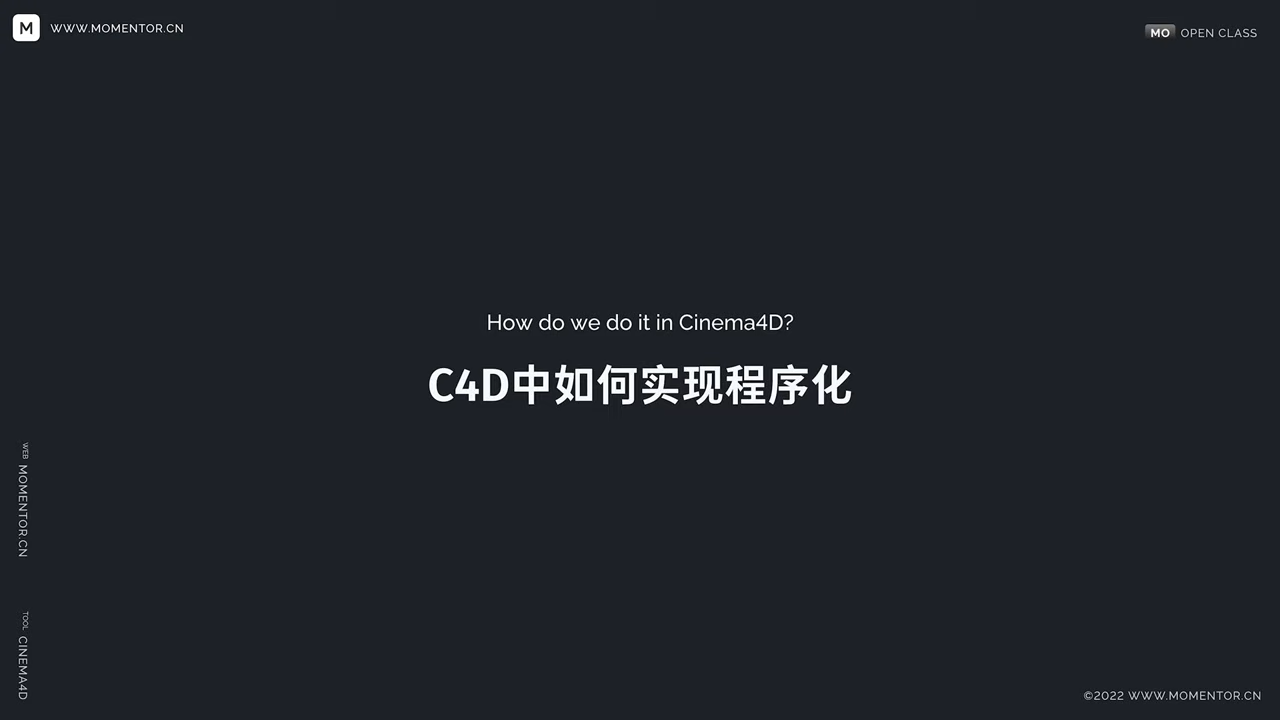 M WWW.MOMENTOR.CN
MO OPEN CLASS
How do we do it in Cinema4D?
C4D中如何实现程序化
WEB MOMENTOR.CN
TOOL CINEMA4D
©2022 WWW.MOMENTOR.CN